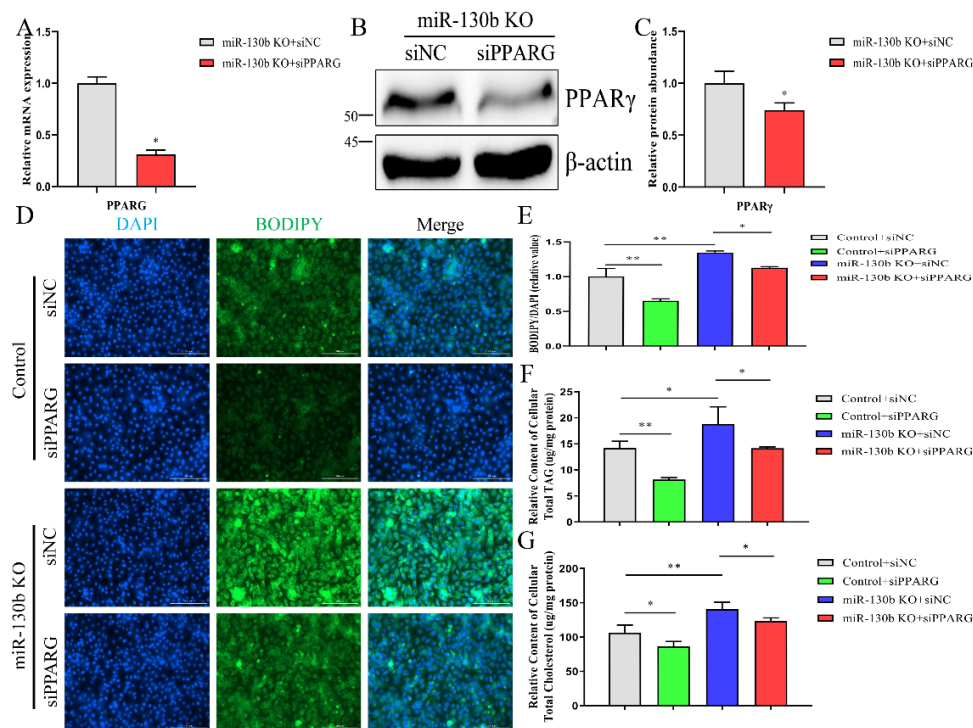 A
Relative mRNA expression
1.5
1.0
0.5
0.0
PPARG
miR-130b KO+siNC
miR-130b KO+siPPARG
*
B
miR-130b KO
siNC siPPARG
PPARγ
50
45
β-actin
C
Relative protein abundance
1.5
1.0
0.5
0.0
PPARγ
miR-130b KO+siNC
miR-130b KO+siPPARG
*
D
DAPI BODIPY Merge
Control
siNC
siPPARG
miR-130b KO
siNC
siPPARG
E
BODIPY/DAPI (relative value)
2.0
1.5
1.0
0.5
0.0
**
**
*
Control+siNC
Control+siPPARG
miR-130b KO+siNC
miR-130b KO+siPPARG
F
Relative Content of Cellular
Total TAG (ug/mg protein)
25
20
15
10
5
0
*
**
*
Control+siNC
Control+siPPARG
miR-130b KO+siNC
miR-130b KO+siPPARG
G
Relative Content of Cellular
Total Cholesterol (ug/mg protein)
200
150
100
50
0
**
*
*
Control+siNC
Control+siPPARG
miR-130b KO+siNC
miR-130b KO+siPPARG